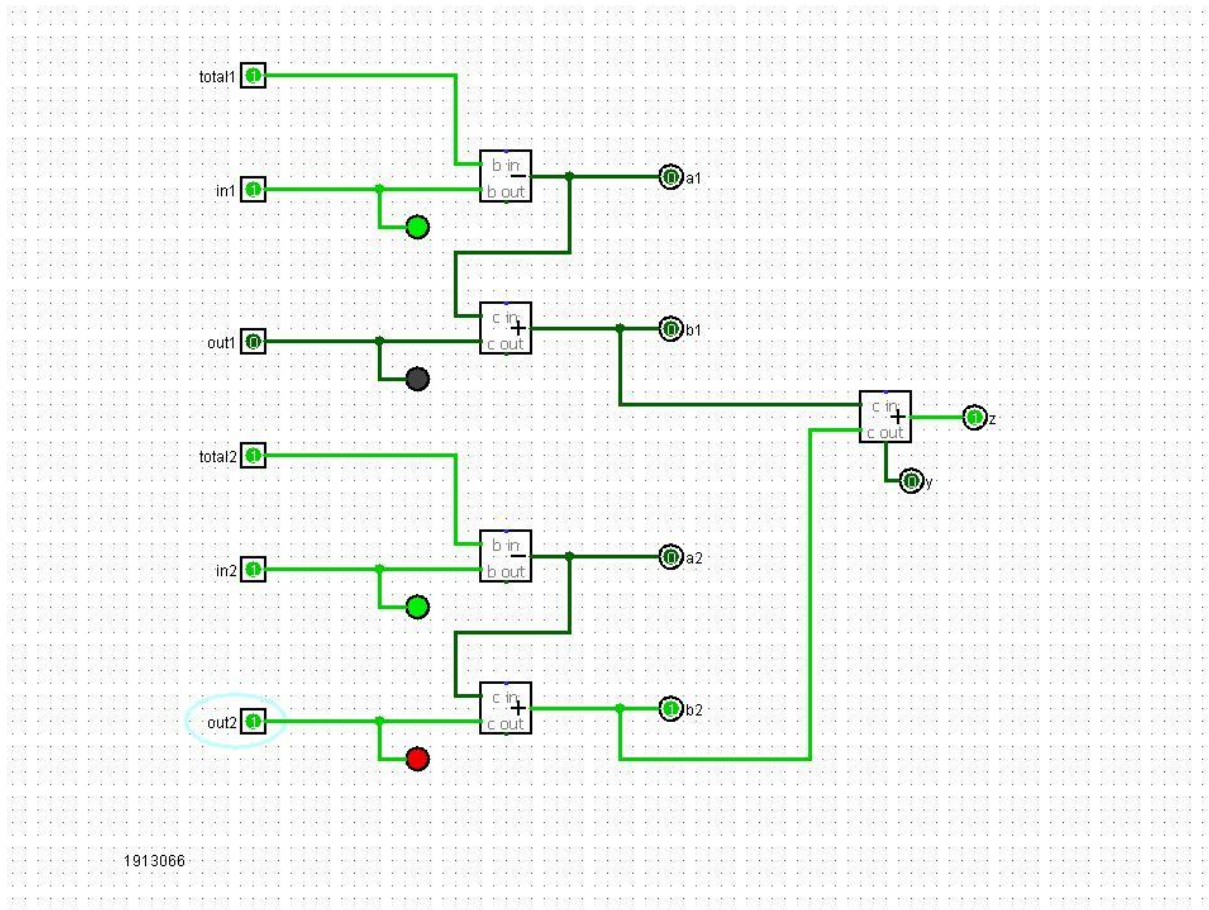 total1 1
b in
−
in1 1
b out
0 a1
c in
+
out1 0
c out
0 b1
c in
+
1 z
c out
total2 1
0 y
b in
−
in2 1
b out
0 a2
c in
+
out2 1
c out
1 b2
1913066